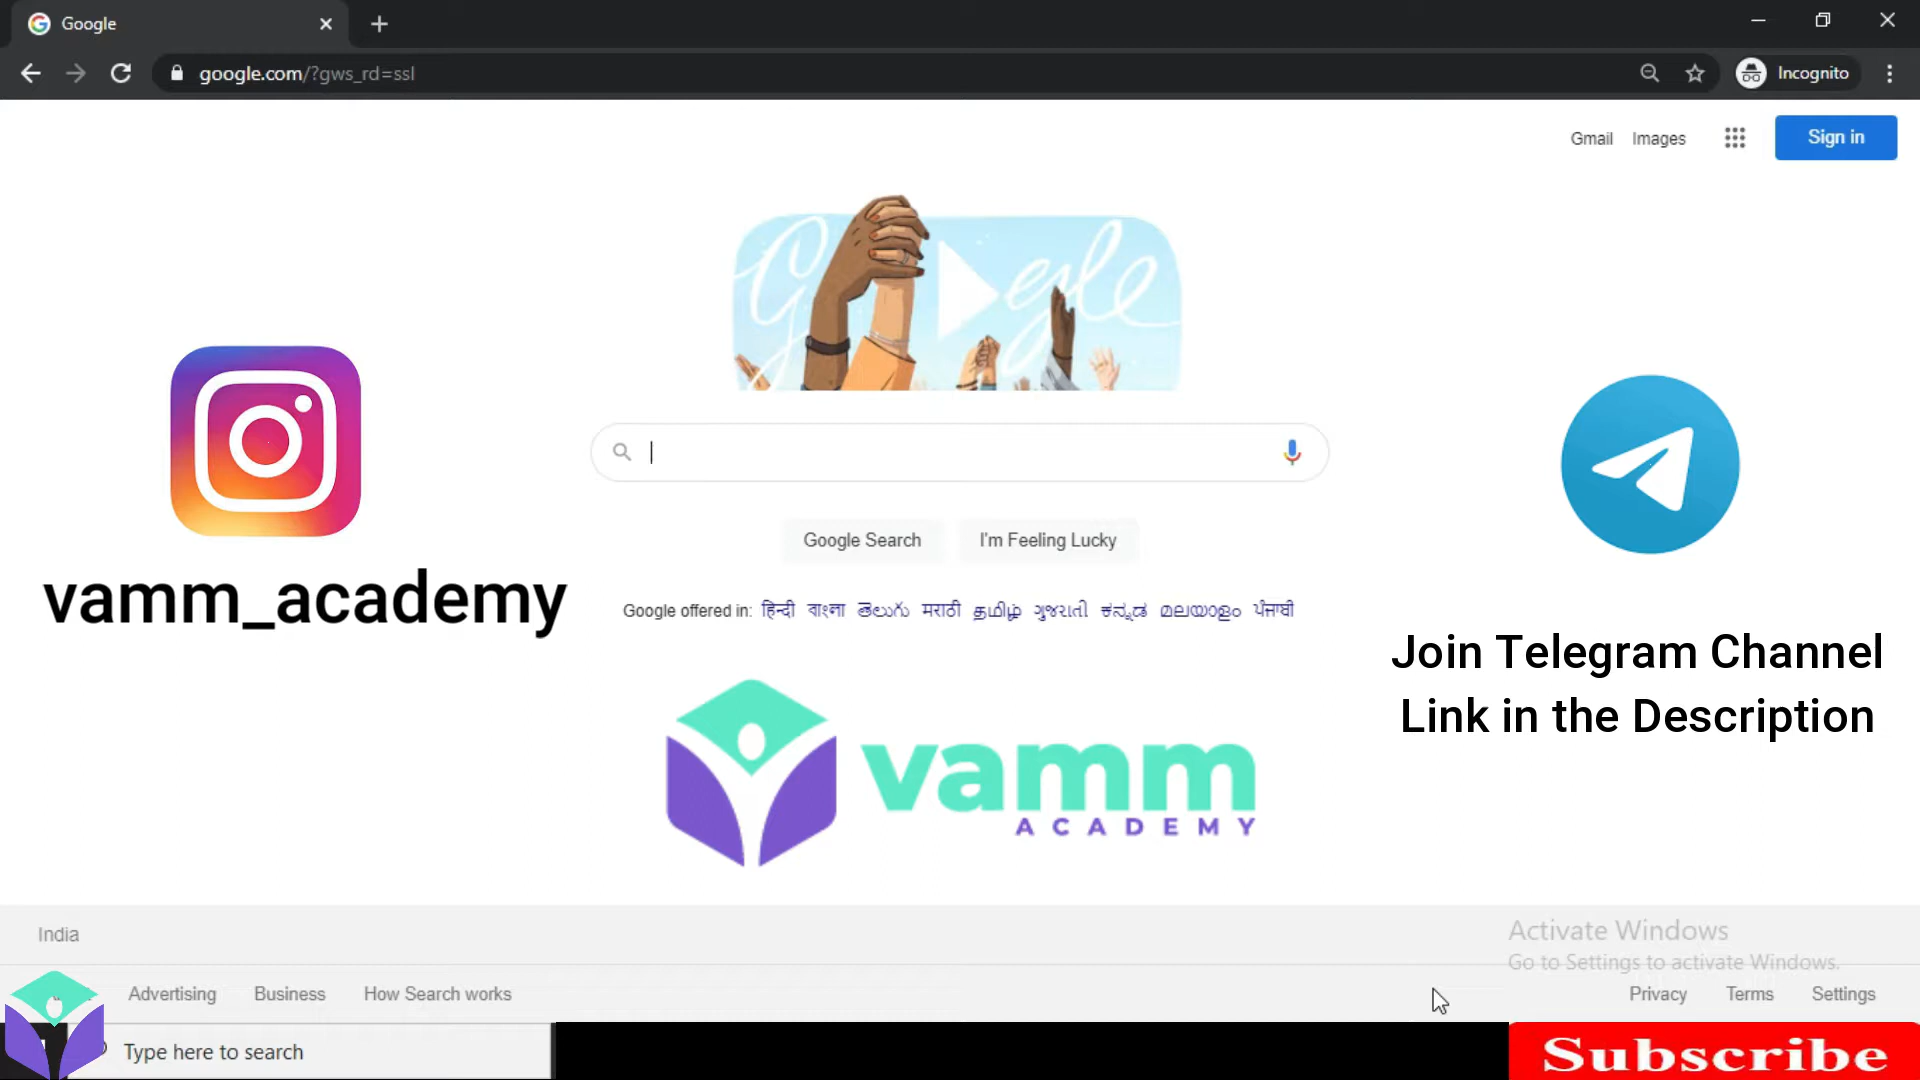 Google
google.com/?gws_rd=ssl
Incognito
Gmail Images
Sign in
Google
Google Search I'm Feeling Lucky
Google offered in: हिन्दी বাংলা తెలుగు मराठी தமிழ் ગુજરાતી ಕನ್ನಡ മലയാളം ਪੰਜਾਬੀ
vamm_academy
Join Telegram Channel
Link in the Description
vamm
ACADEMY
India
Activate Windows
Go to Settings to activate Windows.
Advertising Business How Search works
Privacy Terms Settings
Type here to search
Subscribe